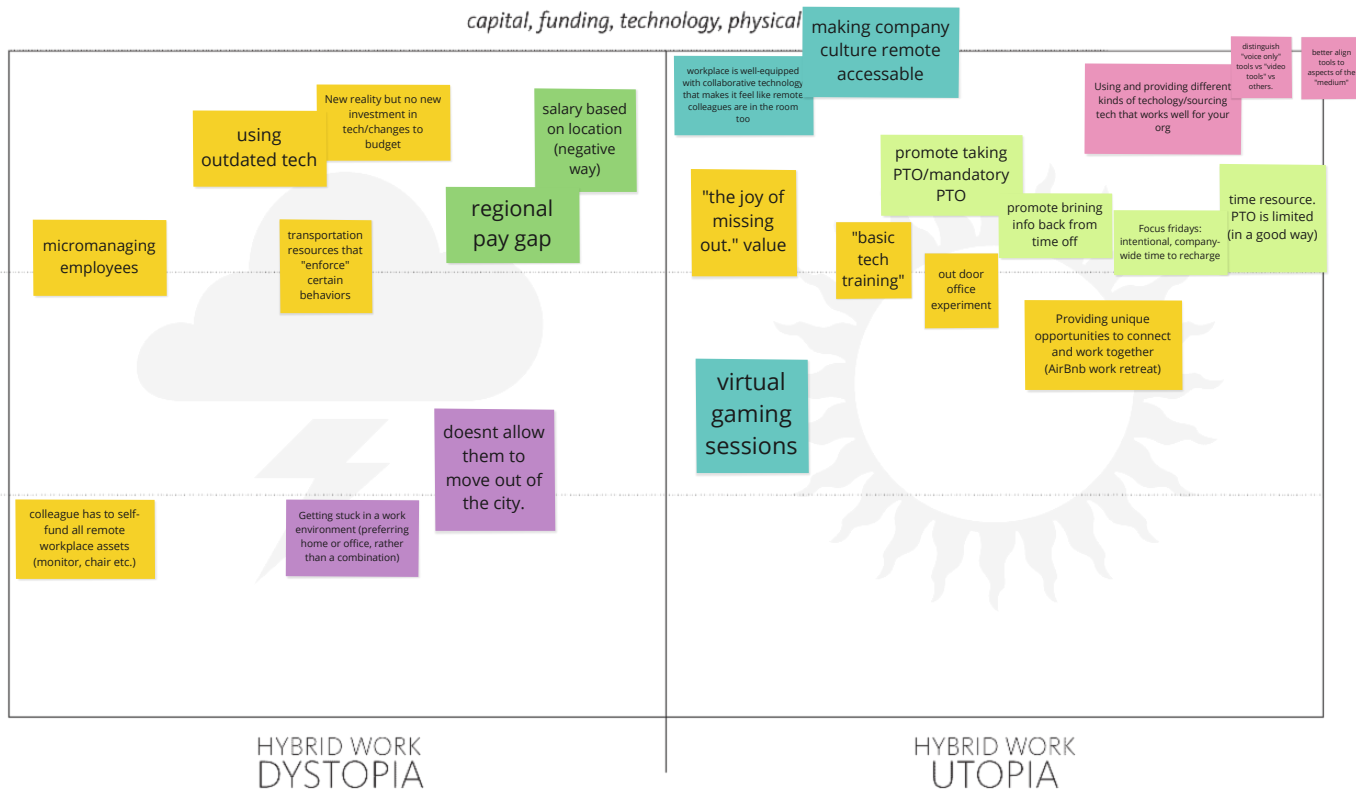 capital, funding, technology, physical
making company
culture remote
accessable
workplace is well-equipped
with collaborative technology
that makes it feel like remote
colleagues are in the room
too
distinguish
"voice only"
tools vs "video
tools" vs
others.
better align
tools to
aspects of the
"medium"
Using and providing different
kinds of techology/sourcing
tech that works well for your
org
New reality but no new
investment in
tech/changes to
budget
using
outdated tech
salary based
on location
(negative
way)
regional
pay gap
micromanaging
employees
transportation
resources that
"enforce"
certain
behaviors
promote taking
PTO/mandatory
PTO
"the joy of
missing
out." value
promote brining
info back from
time off
time resource.
PTO is limited
(in a good way)
Focus fridays:
intentional, company-
wide time to recharge
"basic
tech
training"
out door
office
experiment
Providing unique
opportunities to connect
and work together
(AirBnb work retreat)
virtual
gaming
sessions
doesnt allow
them to
move out of
the city.
colleague has to self-
fund all remote
workplace assets
(monitor, chair etc.)
Getting stuck in a work
environment (preferring
home or office, rather
than a combination)
HYBRID WORK
DYSTOPIA
HYBRID WORK
UTOPIA